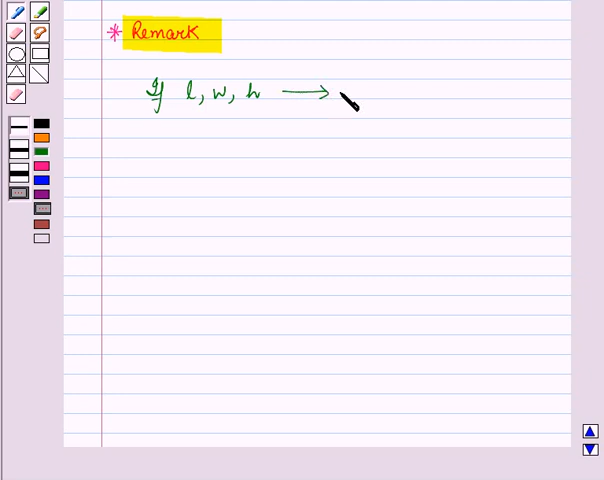 * Remark
If l, w, h ⟶